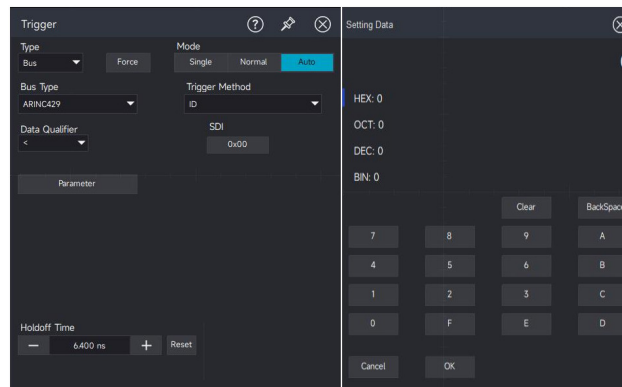 Trigger
Type
Mode
Bus
Force
Single
Normal
Auto
Bus Type
Trigger Method
ARINC429
ID
Data Qualifier
SDI
<
0x00
Parameter
Holdoff Time
6.400 ns
Reset
Setting Data
HEX: 0
OCT: 0
DEC: 0
BIN: 0
Clear
BackSpace
7 8 9 A
4 5 6 B
1 2 3 C
0 F E D
Cancel
OK